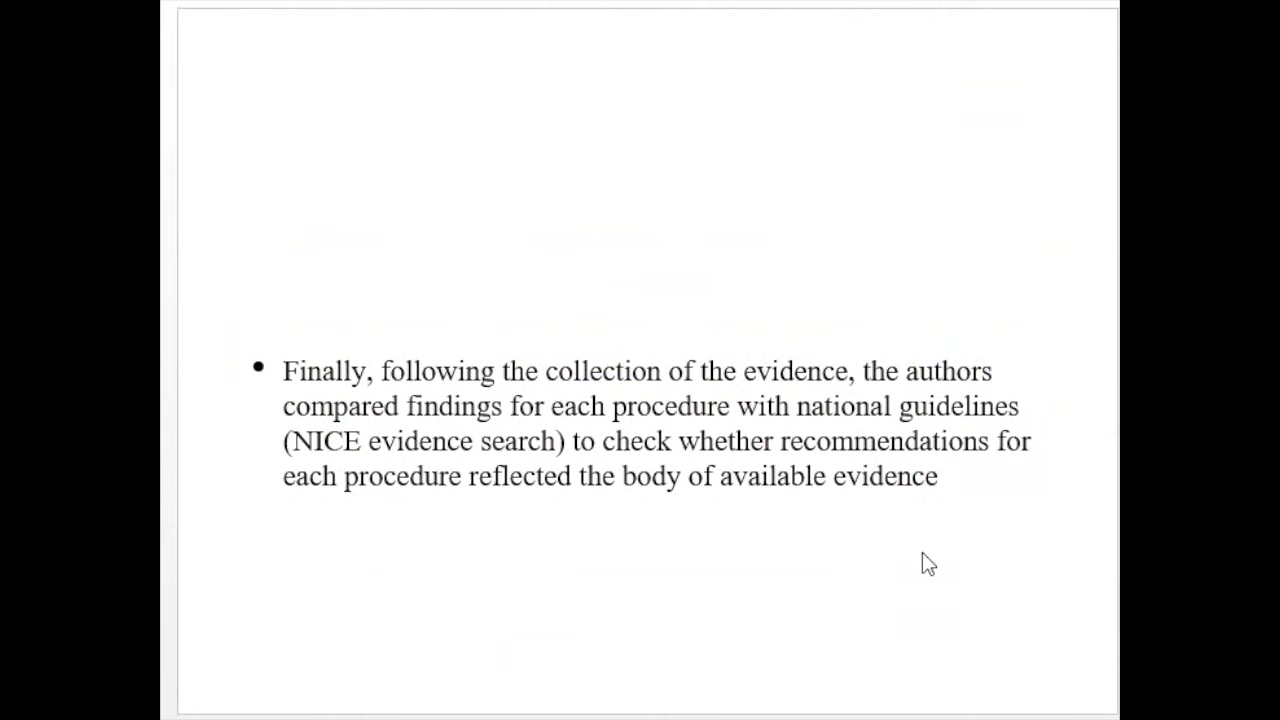 • Finally, following the collection of the evidence, the authors
compared findings for each procedure with national guidelines
(NICE evidence search) to check whether recommendations for
each procedure reflected the body of available evidence